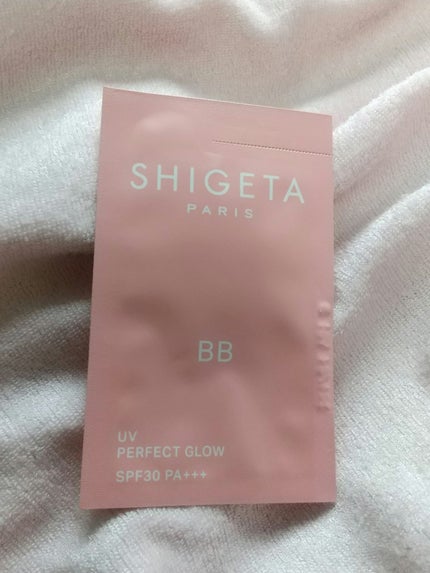 SHIGETA
PARIS
BB
UV
PERFECT GLOW
SPF30 PA+++